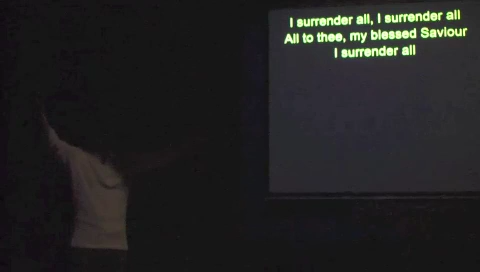 I surrender all, I surrender all
All to thee, my blessed Saviour
I surrender all